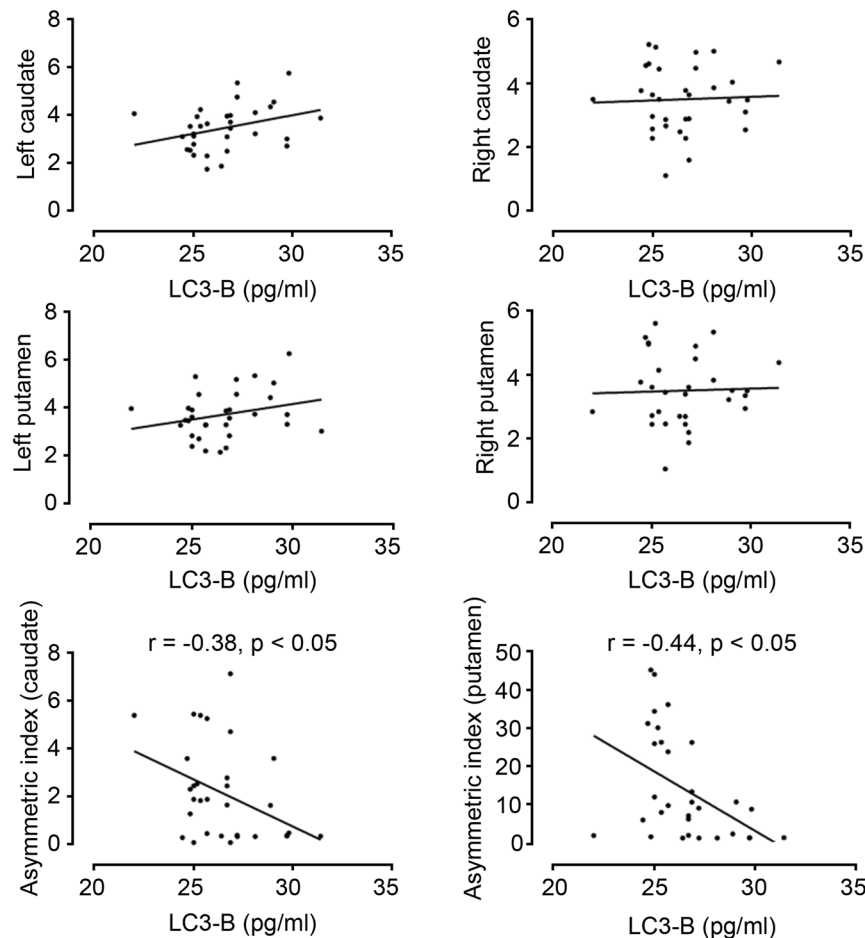 Left caudate
8
6
4
2
0
20 25 30 35
LC3-B (pg/ml)
Right caudate
6
4
2
0
20 25 30 35
LC3-B (pg/ml)
Left putamen
8
6
4
2
0
20 25 30 35
LC3-B (pg/ml)
Right putamen
6
4
2
0
20 25 30 35
LC3-B (pg/ml)
Asymmetric index (caudate)
r = -0.38, p < 0.05
8
6
4
2
0
20 25 30 35
LC3-B (pg/ml)
Asymmetric index (putamen)
r = -0.44, p < 0.05
50
40
30
20
10
0
20 25 30 35
LC3-B (pg/ml)